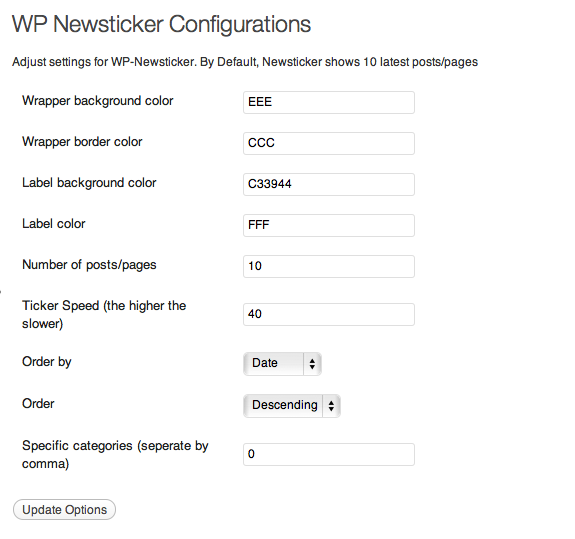 WP Newsticker Configurations
Adjust settings for WP-Newsticker. By Default, Newsticker shows 10 latest posts/pages
Wrapper background color EEE
Wrapper border color CCC
Label background color C33944
Label color FFF
Number of posts/pages 10
Ticker Speed (the higher the
slower) 40
Order by Date
Order Descending
Specific categories (seperate by
comma) 0
Update Options